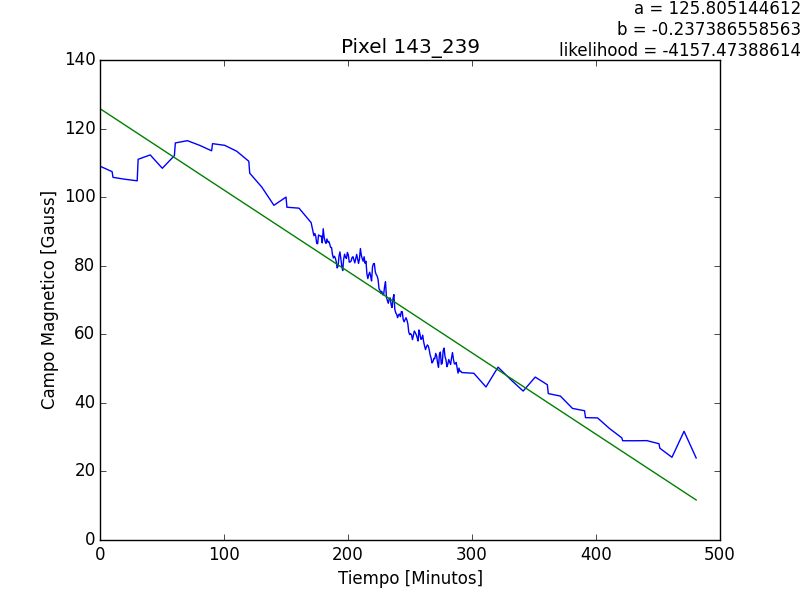 a = 125.805144612
b = -0.237386558563
likelihood = -4157.47388614
Pixel 143_239
140
120
100
80
60
40
20
0
Campo Magnetico [Gauss]
0 100 200 300 400 500
Tiempo [Minutos]